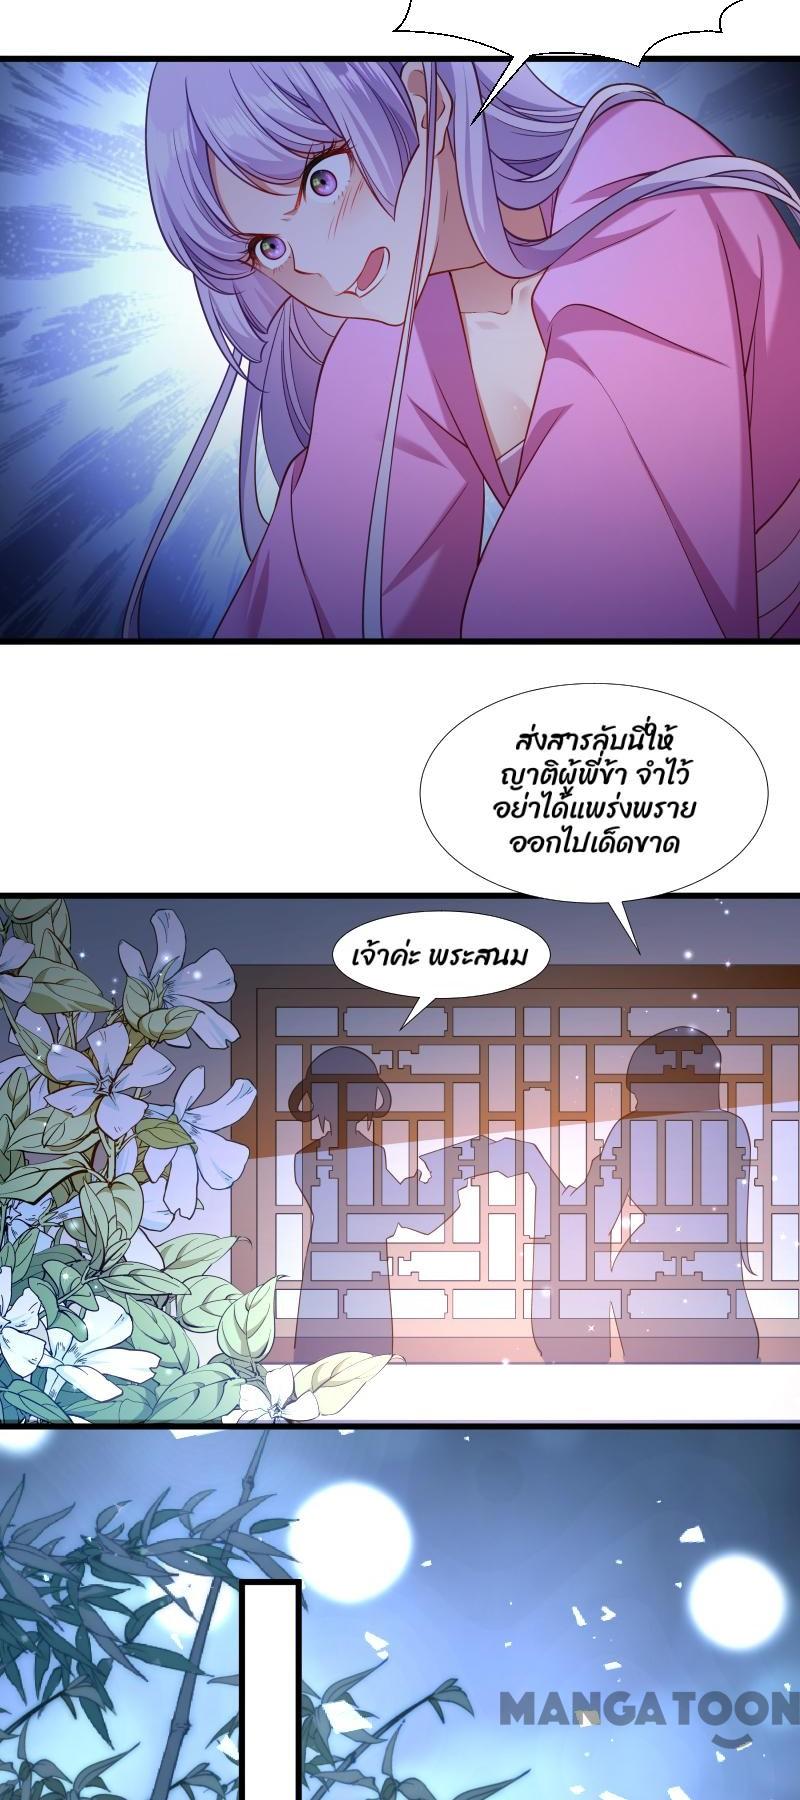 ส่งสารลับนี้ให้
ญาติผู้พี่ข้า จำไว้
อย่าได้แพร่งพราย
ออกไปเด็ดขาด
เจ้าค่ะ พระสนม
MANGATOON